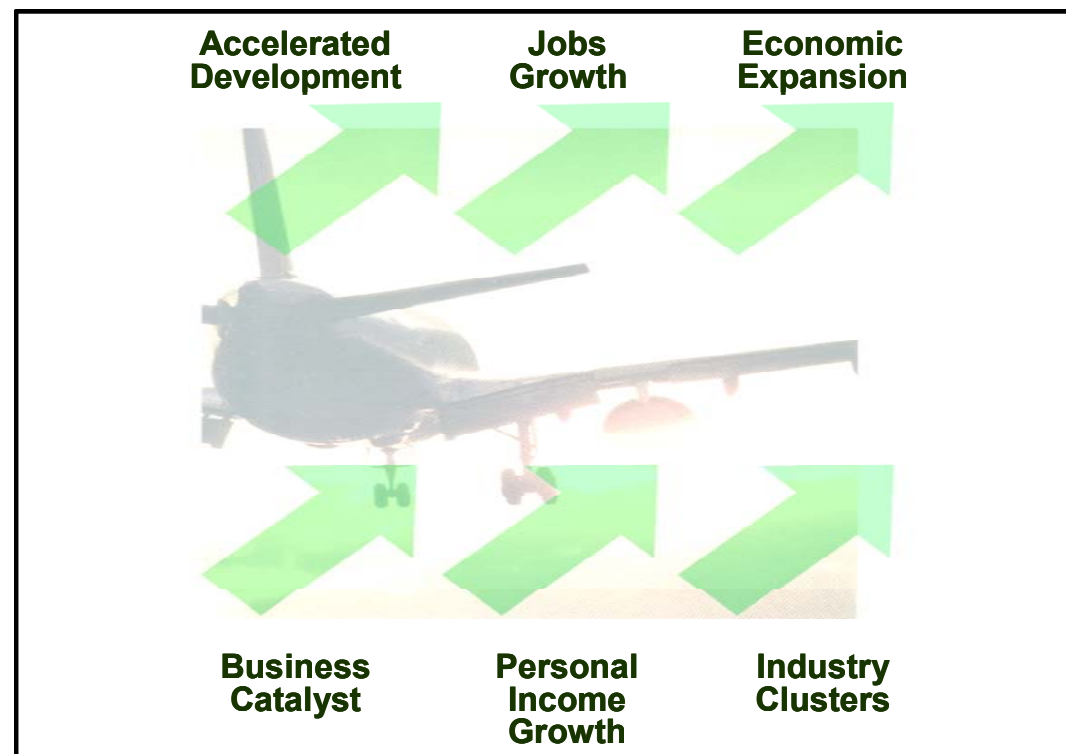 Accelerated
Development
Jobs
Growth
Economic
Expansion
Business
Catalyst
Personal
Income
Growth
Industry
Clusters